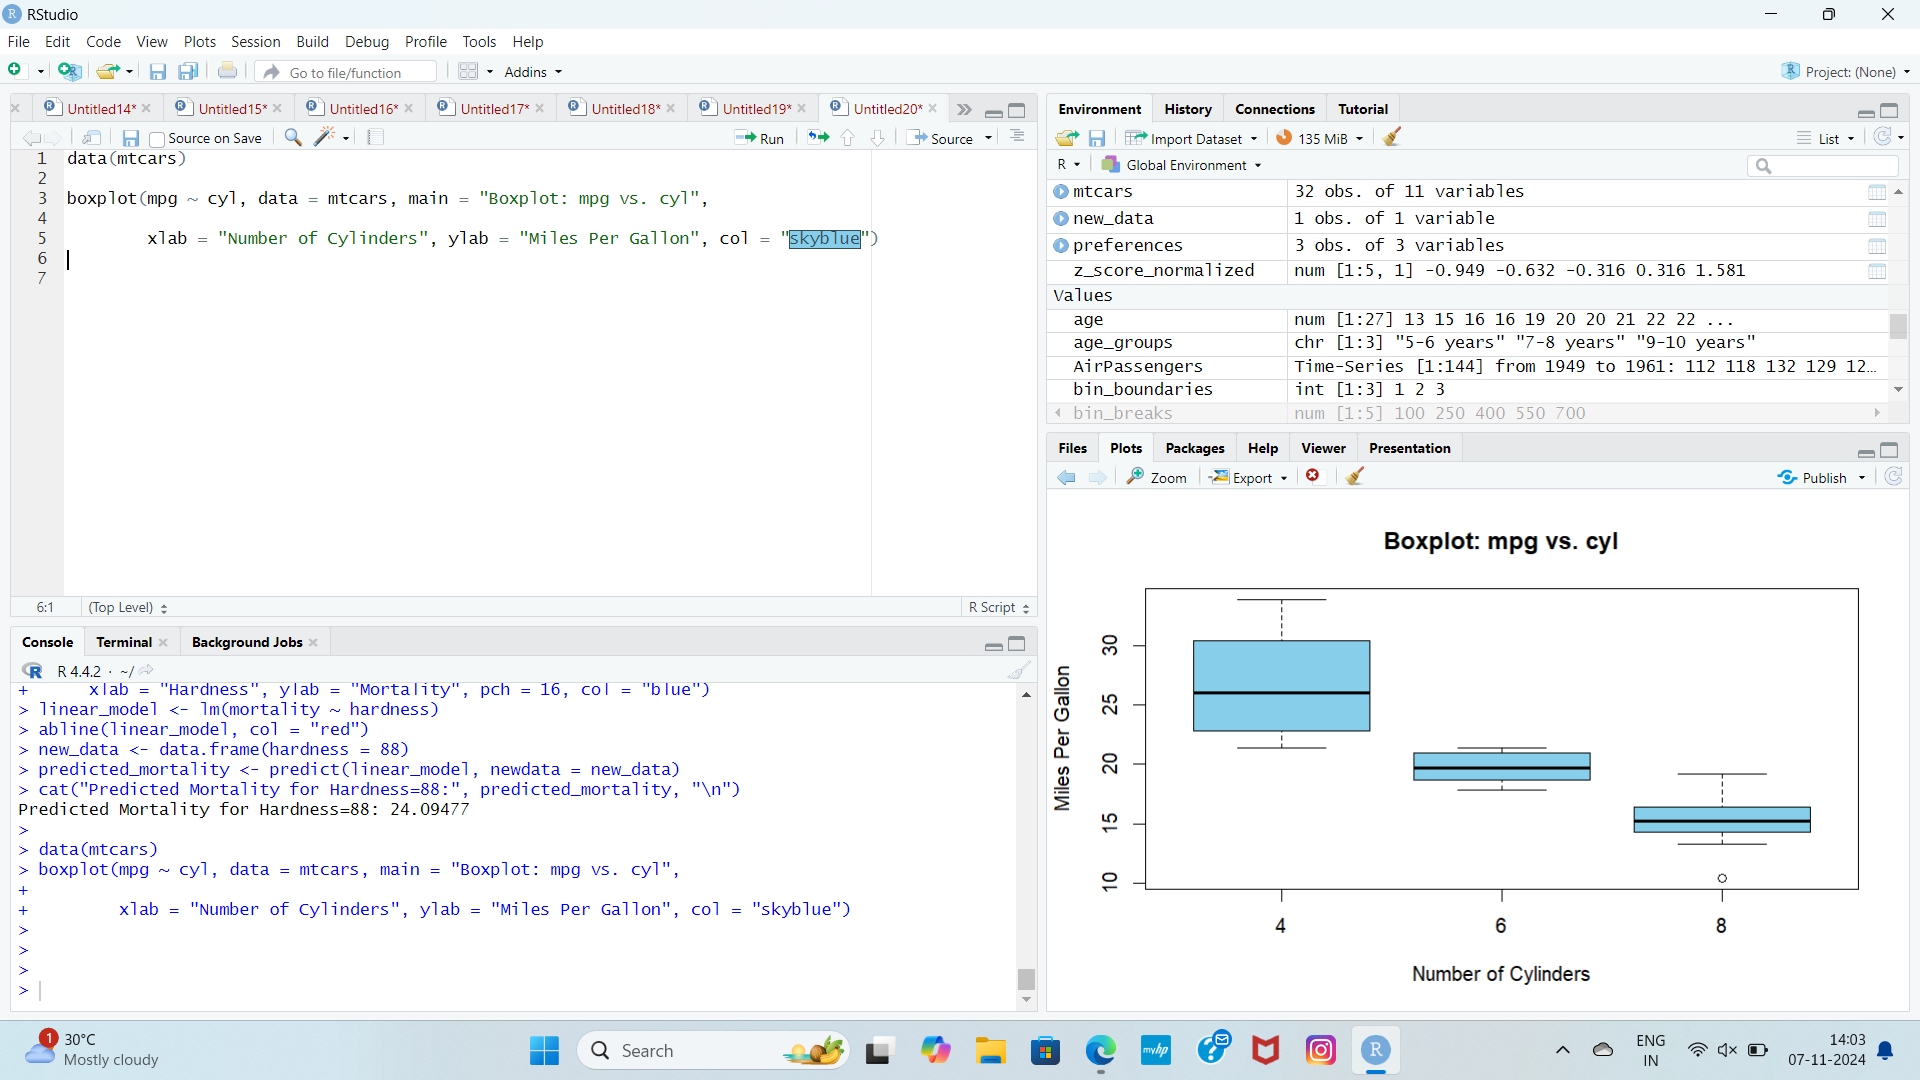 RStudio
File Edit Code View Plots Session Build Debug Profile Tools Help
Go to file/function Addins Project: (None)
Untitled14* Untitled15* Untitled16* Untitled17* Untitled18* Untitled19* Untitled20*
Source on Save Run Source
1 data(mtcars)
2
3 boxplot(mpg ~ cyl, data = mtcars, main = "Boxplot: mpg vs. cyl",
4
5 xlab = "Number of Cylinders", ylab = "Miles Per Gallon", col = "skyblue")
6
7
6:1 (Top Level) R Script
Console Terminal Background Jobs
R 4.4.2 · ~/
+ xlab = "Hardness", ylab = "Mortality", pch = 16, col = "blue")
> linear_model <- lm(mortality ~ hardness)
> abline(linear_model, col = "red")
> new_data <- data.frame(hardness = 88)
> predicted_mortality <- predict(linear_model, newdata = new_data)
> cat("Predicted Mortality for Hardness=88:", predicted_mortality, "\n")
Predicted Mortality for Hardness=88: 24.09477
>
> data(mtcars)
> boxplot(mpg ~ cyl, data = mtcars, main = "Boxplot: mpg vs. cyl",
+
+ xlab = "Number of Cylinders", ylab = "Miles Per Gallon", col = "skyblue")
>
>
>
>
Environment History Connections Tutorial
Import Dataset 135 MiB List
R Global Environment
mtcars 32 obs. of 11 variables
new_data 1 obs. of 1 variable
preferences 3 obs. of 3 variables
z_score_normalized num [1:5, 1] -0.949 -0.632 -0.316 0.316 1.581
Values
age num [1:27] 13 15 16 16 19 20 20 21 22 22 ...
age_groups chr [1:3] "5-6 years" "7-8 years" "9-10 years"
AirPassengers Time-Series [1:144] from 1949 to 1961: 112 118 132 129 12...
bin_boundaries int [1:3] 1 2 3
bin_breaks num [1:5] 100 250 400 550 700
Files Plots Packages Help Viewer Presentation
Zoom Export Publish
Boxplot: mpg vs. cyl
Miles Per Gallon
30
25
20
15
10
4 6 8
Number of Cylinders
1 30°C
Mostly cloudy
Search
myhp
R
ENG
IN
14:03
07-11-2024